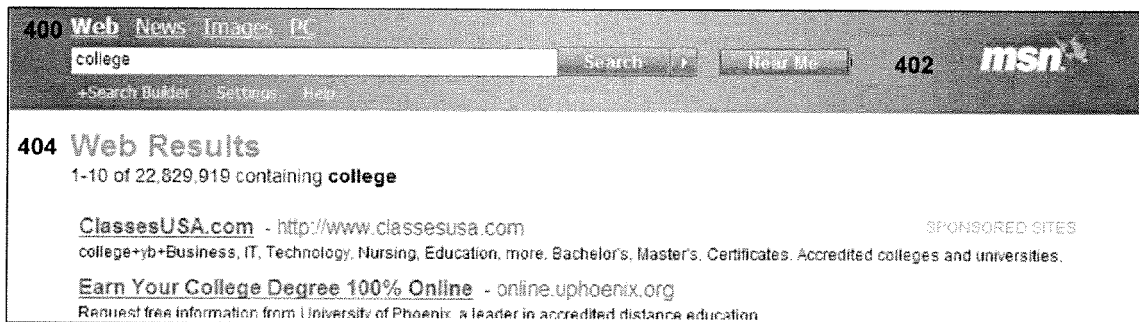 400 Web News Images PC
college Search Near Me 402 msn
+Search Builder Settings Help
404 Web Results
1-10 of 22,829,919 containing college
ClassesUSA.com - http://www.classesusa.com SPONSORED SITES
college+yb+Business, IT, Technology, Nursing, Education, more. Bachelor's, Master's, Certificates. Accredited colleges and universities.
Earn Your College Degree 100% Online - online.uphoenix.org
Request free information from University of Phoenix, a leader in accredited distance education